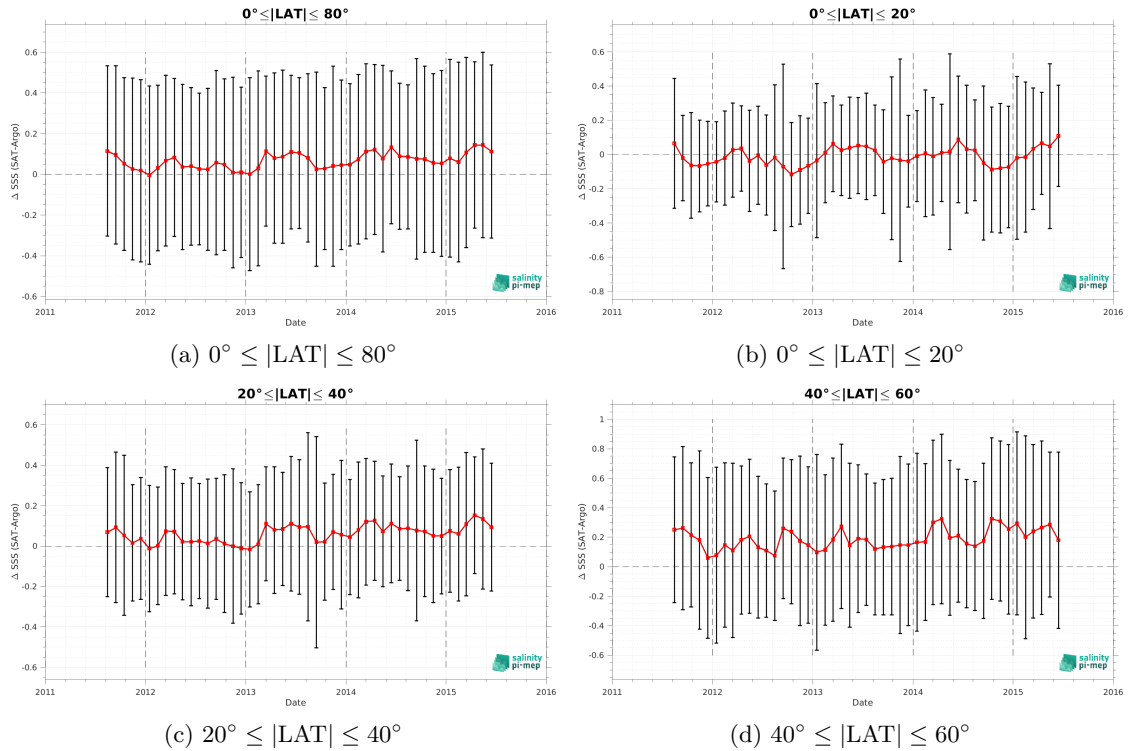 0°≤|LAT|≤ 80°
Δ SSS (SAT-Argo)
0.6
0.4
0.2
0
-0.2
-0.4
-0.6
2011
2012
2013
2014
2015
2016
Date
salinity
pi-mep
(a) 0° ≤ |LAT| ≤ 80°
0°≤|LAT|≤ 20°
Δ SSS (SAT-Argo)
0.6
0.4
0.2
0
-0.2
-0.4
-0.6
-0.8
2011
2012
2013
2014
2015
2016
Date
salinity
pi-mep
(b) 0° ≤ |LAT| ≤ 20°
20°≤|LAT|≤ 40°
Δ SSS (SAT-Argo)
0.6
0.4
0.2
0
-0.2
-0.4
-0.6
2011
2012
2013
2014
2015
2016
Date
salinity
pi-mep
(c) 20° ≤ |LAT| ≤ 40°
40°≤|LAT|≤ 60°
Δ SSS (SAT-Argo)
1
0.8
0.6
0.4
0.2
0
-0.2
-0.4
-0.6
2011
2012
2013
2014
2015
2016
Date
salinity
pi-mep
(d) 40° ≤ |LAT| ≤ 60°